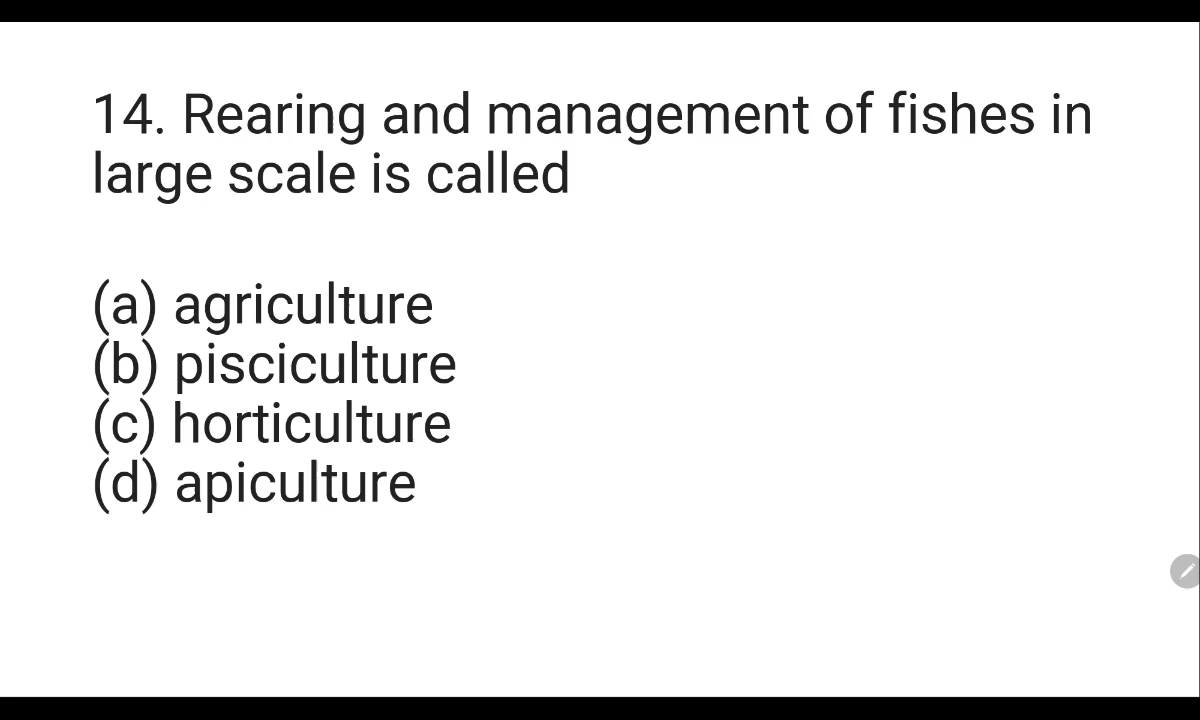 14. Rearing and management of fishes in
large scale is called
(a) agriculture
(b) pisciculture
(c) horticulture
(d) apiculture